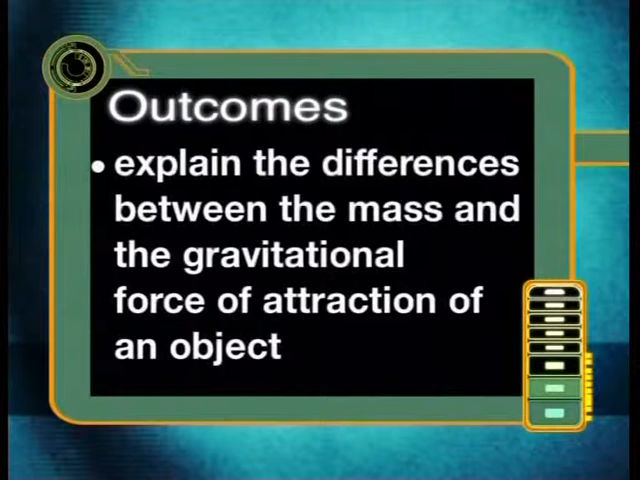 Outcomes
• explain the differences
between the mass and
the gravitational
force of attraction of
an object